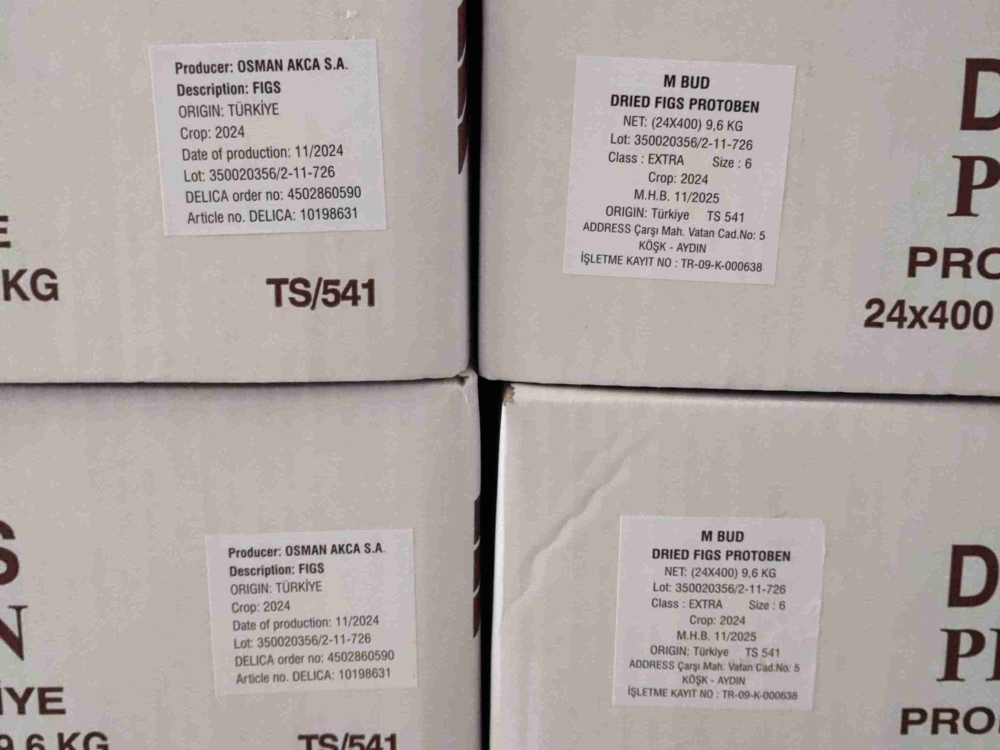 Producer: OSMAN AKCA S.A.
Description: FIGS
ORIGIN: TÜRKİYE
Crop: 2024
Date of production: 11/2024
Lot: 350020356/2-11-726
DELICA order no: 4502860590
Article no. DELICA: 10198631
E
KG
TS/541
M BUD
DRIED FIGS PROTOBEN
NET: (24X400) 9,6 KG
Lot: 350020356/2-11-726
Class : EXTRA Size : 6
Crop: 2024
M.H.B. 11/2025
ORIGIN: Türkiye TS 541
ADDRESS Çarşı Mah. Vatan Cad.No: 5
KÖŞK - AYDIN
İŞLETME KAYIT NO : TR-09-K-000638
D
P
PRO
24x400
S
N
İYE
9,6 KG
Producer: OSMAN AKCA S.A.
Description: FIGS
ORIGIN: TÜRKİYE
Crop: 2024
Date of production: 11/2024
Lot: 350020356/2-11-726
DELICA order no: 4502860590
Article no. DELICA: 10198631
TS/541
M BUD
DRIED FIGS PROTOBEN
NET: (24X400) 9,6 KG
Lot: 350020356/2-11-726
Class : EXTRA Size : 6
Crop: 2024
M.H.B. 11/2025
ORIGIN: Türkiye TS 541
ADDRESS Çarşı Mah. Vatan Cad.No: 5
KÖŞK - AYDIN
İŞLETME KAYIT NO : TR-09-K-000638
D
P
PRO